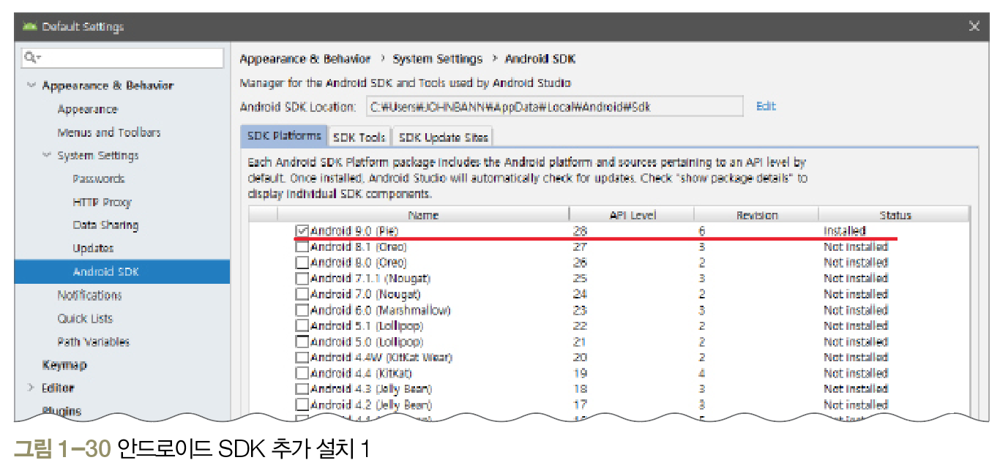 Default Settings
Appearance & Behavior
Appearance
Menus and Toolbars
System Settings
Passwords
HTTP Proxy
Data Sharing
Updates
Android SDK
Notifications
Quick Lists
Path Variables
Keymap
Editor
Plugins
Appearance & Behavior > System Settings > Android SDK
Manager for the Android SDK and Tools used by Android Studio
Android SDK Location: C:₩Users₩JOHNBANN₩AppData₩Local₩Android₩Sdk Edit
SDK Platforms SDK Tools SDK Update Sites
Each Android SDK Platform package includes the Android platform and sources pertaining to an API level by
default. Once installed, Android Studio will automatically check for updates. Check "show package details" to
display individual SDK components.
Name API Level Revision Status
Android 9.0 (Pie) 28 6 Installed
Android 8.1 (Oreo) 27 3 Not installed
Android 8.0 (Oreo) 26 2 Not installed
Android 7.1.1 (Nougat) 25 3 Not installed
Android 7.0 (Nougat) 24 2 Not installed
Android 6.0 (Marshmallow) 23 3 Not installed
Android 5.1 (Lollipop) 22 2 Not installed
Android 5.0 (Lollipop) 21 2 Not installed
Android 4.4W (KitKat Wear) 20 2 Not installed
Android 4.4 (KitKat) 19 4 Not installed
Android 4.3 (Jelly Bean) 18 3 Not installed
Android 4.2 (Jelly Bean) 17 3 Not installed
그림 1-30 안드로이드 SDK 추가 설치 1